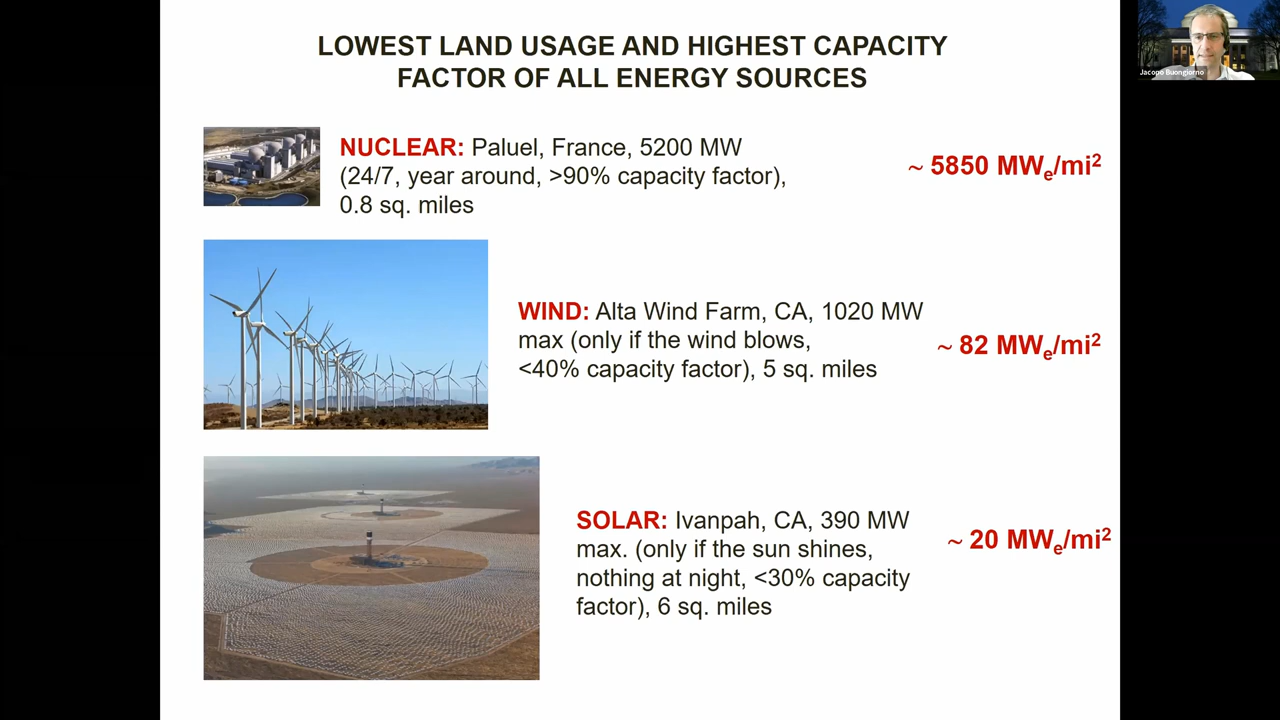 LOWEST LAND USAGE AND HIGHEST CAPACITY
FACTOR OF ALL ENERGY SOURCES
Jacopo Buongiorno
NUCLEAR: Paluel, France, 5200 MW
(24/7, year around, >90% capacity factor),
0.8 sq. miles
~ 5850 MWe/mi²
WIND: Alta Wind Farm, CA, 1020 MW
max (only if the wind blows,
<40% capacity factor), 5 sq. miles
~ 82 MWe/mi²
SOLAR: Ivanpah, CA, 390 MW
max. (only if the sun shines,
nothing at night, <30% capacity
factor), 6 sq. miles
~ 20 MWe/mi²